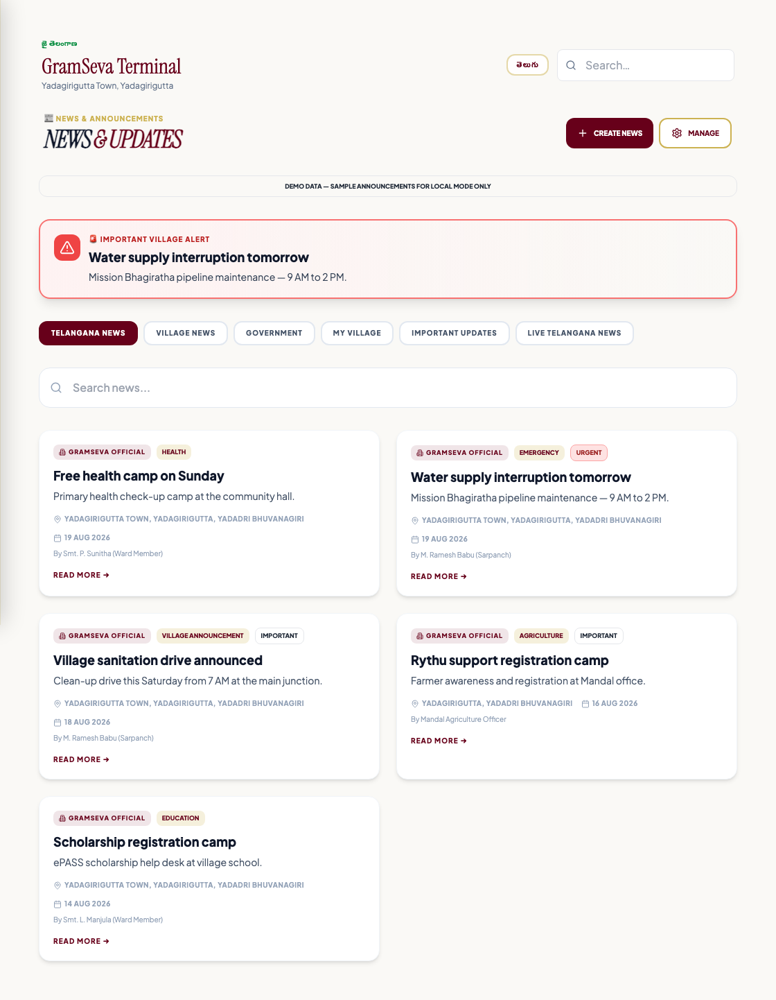 జై తెలంగాణ
GramSeva Terminal
Yadagirigutta Town, Yadagirigutta
తెలుగు
Search...
NEWS & ANNOUNCEMENTS
NEWS & UPDATES
CREATE NEWS
MANAGE
DEMO DATA — SAMPLE ANNOUNCEMENTS FOR LOCAL MODE ONLY
IMPORTANT VILLAGE ALERT
Water supply interruption tomorrow
Mission Bhagiratha pipeline maintenance — 9 AM to 2 PM.
TELANGANA NEWS
VILLAGE NEWS
GOVERNMENT
MY VILLAGE
IMPORTANT UPDATES
LIVE TELANGANA NEWS
Search news...
GRAMSEVA OFFICIAL
HEALTH
Free health camp on Sunday
Primary health check-up camp at the community hall.
YADAGIRIGUTTA TOWN, YADAGIRIGUTTA, YADADRI BHUVANAGIRI
19 AUG 2026
By Smt. P. Sunitha (Ward Member)
READ MORE →
GRAMSEVA OFFICIAL
EMERGENCY
URGENT
Water supply interruption tomorrow
Mission Bhagiratha pipeline maintenance — 9 AM to 2 PM.
YADAGIRIGUTTA TOWN, YADAGIRIGUTTA, YADADRI BHUVANAGIRI
19 AUG 2026
By M. Ramesh Babu (Sarpanch)
READ MORE →
GRAMSEVA OFFICIAL
VILLAGE ANNOUNCEMENT
IMPORTANT
Village sanitation drive announced
Clean-up drive this Saturday from 7 AM at the main junction.
YADAGIRIGUTTA TOWN, YADAGIRIGUTTA, YADADRI BHUVANAGIRI
18 AUG 2026
By M. Ramesh Babu (Sarpanch)
READ MORE →
GRAMSEVA OFFICIAL
AGRICULTURE
IMPORTANT
Rythu support registration camp
Farmer awareness and registration at Mandal office.
YADAGIRIGUTTA, YADADRI BHUVANAGIRI
16 AUG 2026
By Mandal Agriculture Officer
READ MORE →
GRAMSEVA OFFICIAL
EDUCATION
Scholarship registration camp
ePASS scholarship help desk at village school.
YADAGIRIGUTTA TOWN, YADAGIRIGUTTA, YADADRI BHUVANAGIRI
14 AUG 2026
By Smt. L. Manjula (Ward Member)
READ MORE →